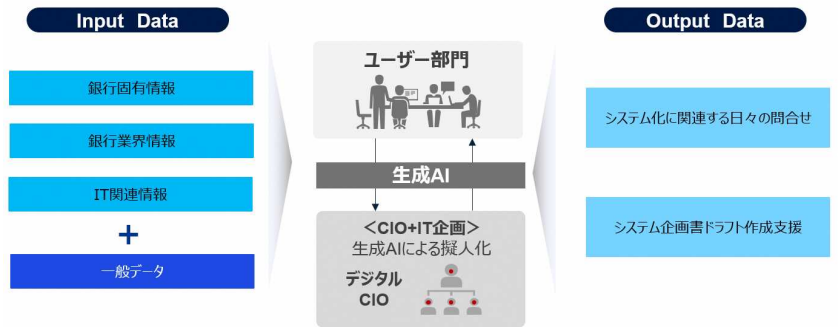 Input Data
銀行固有情報
銀行業界情報
IT関連情報
+
一般データ
ユーザー部門
生成AI
＜CIO+IT企画＞
生成AIによる擬人化
デジタル
CIO
Output Data
システム化に関連する日々の問合せ
システム企画書ドラフト作成支援